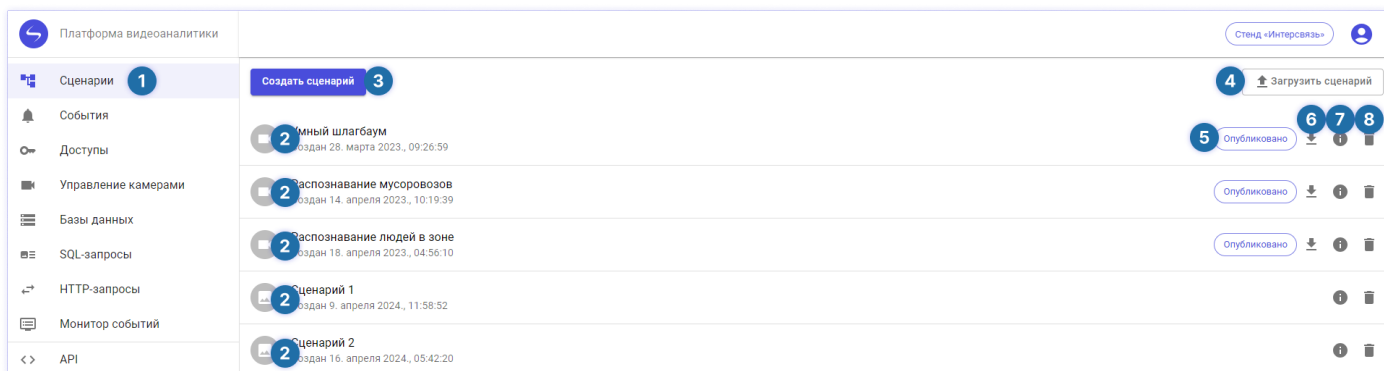 Платформа видеоаналитики
Стенд «Интерсвязь»
Сценарии 1
Создать сценарий 3
4 Загрузить сценарий
События
Доступы
Управление камерами
Базы данных
SQL-запросы
HTTP-запросы
Монитор событий
API
6 7 8
2 Умный шлагбаум
создан 28. марта 2023., 09:26:59
5 Опубликовано
2 Распознавание мусоровозов
создан 14. апреля 2023., 10:19:39
Опубликовано
2 Распознавание людей в зоне
создан 18. апреля 2023., 04:56:10
Опубликовано
2 Сценарий 1
создан 9. апреля 2024., 11:58:52
2 Сценарий 2
создан 16. апреля 2024., 05:42:20